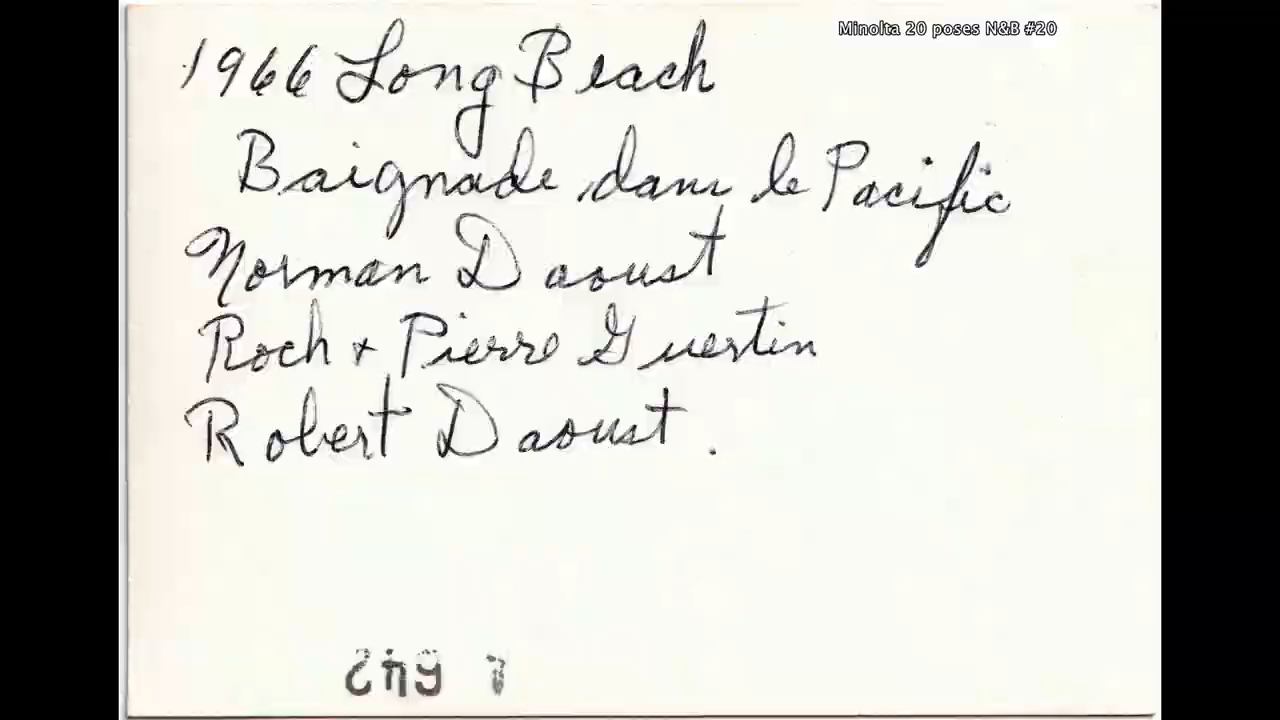 Minolta 20 poses N&B #20
1966 Long Beach
Baignade dans le Pacific
Norman Daoust
Roch + Pierre Guertin
Robert Daoust.